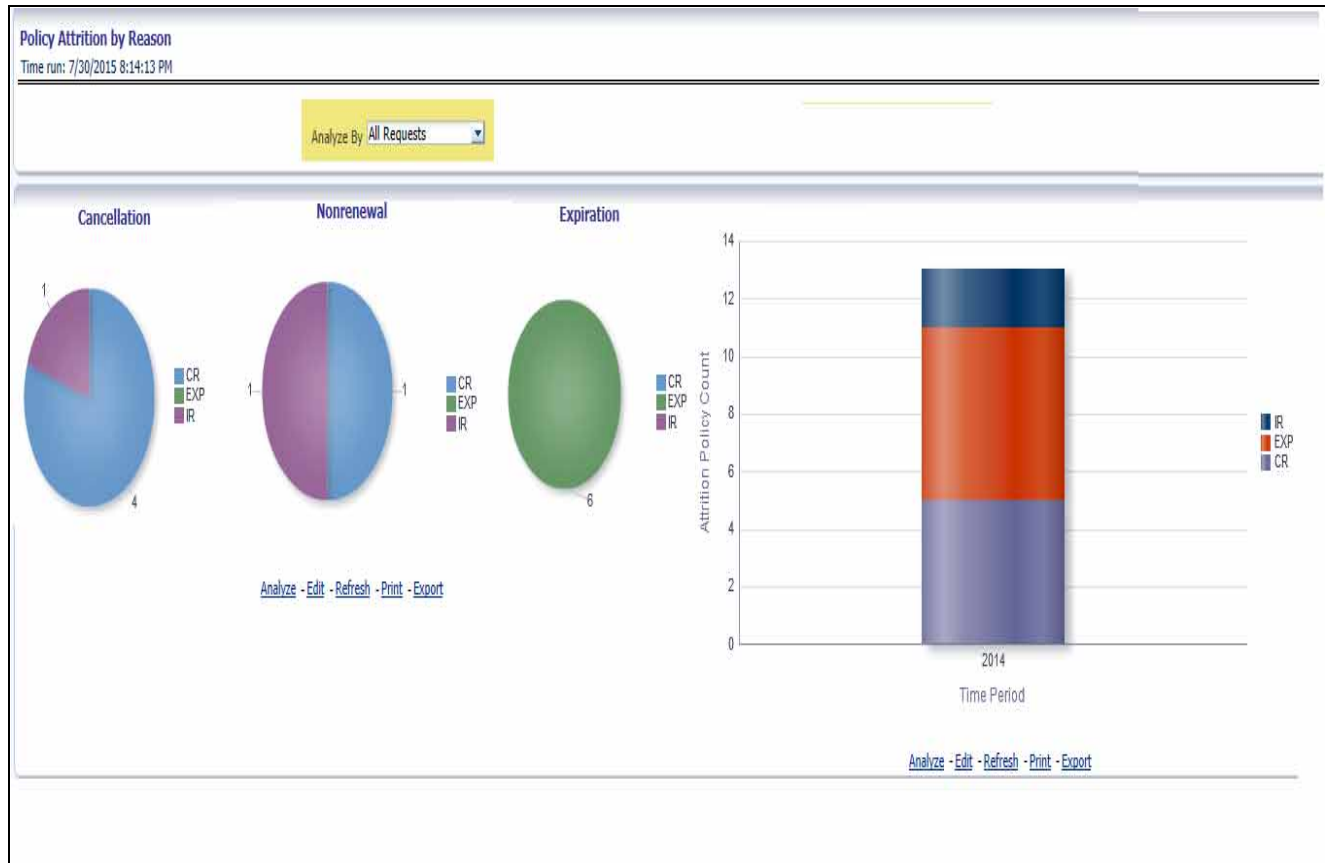 Policy Attrition by Reason
Time run: 7/30/2015 8:14:13 PM
Analyze By All Requests
Cancellation
1
4
CR
EXP
IR
Nonrenewal
1
1
CR
EXP
IR
Expiration
6
CR
EXP
IR
Analyze - Edit - Refresh - Print - Export
Attrition Policy Count
14
12
10
8
6
4
2
0
2014
Time Period
IR
EXP
CR
Analyze - Edit - Refresh - Print - Export